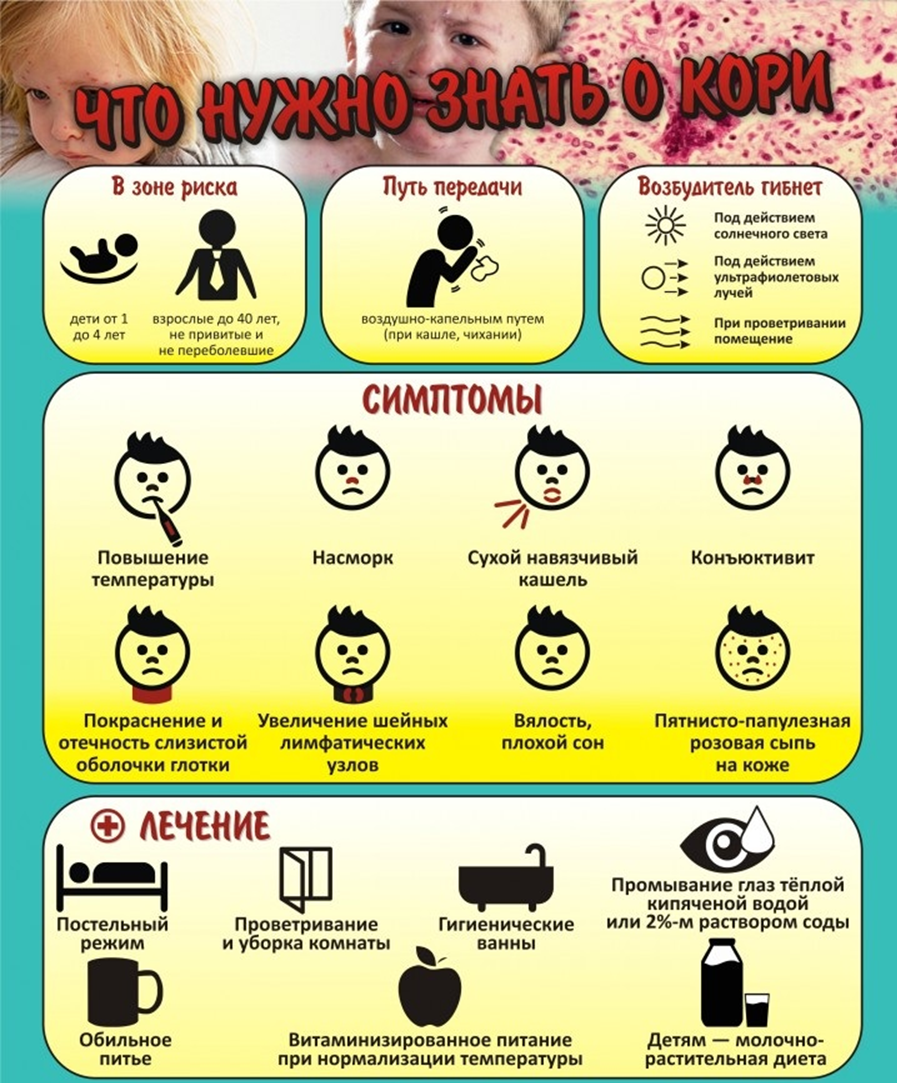 ЧТО НУЖНО ЗНАТЬ О КОРИ
В зоне риска
дети от 1
до 4 лет
взрослые до 40 лет,
не привитые и
не переболевшие
Путь передачи
воздушно-капельным путем
(при кашле, чихании)
Возбудитель гибнет
Под действием
солнечного света
Под действием
ультрафиолетовых
лучей
При проветривании
помещение
СИМПТОМЫ
Повышение
температуры
Насморк
Сухой навязчивый
кашель
Конъюктивит
Покраснение и
отечность слизистой
оболочки глотки
Увеличение шейных
лимфатических
узлов
Вялость,
плохой сон
Пятнисто-папулезная
розовая сыпь
на коже
ЛЕЧЕНИЕ
Постельный
режим
Проветривание
и уборка комнаты
Гигиенические
ванны
Промывание глаз тёплой
кипяченой водой
или 2%-м раствором соды
Обильное
питье
Витаминизированное питание
при нормализации температуры
Детям — молочно-
растительная диета